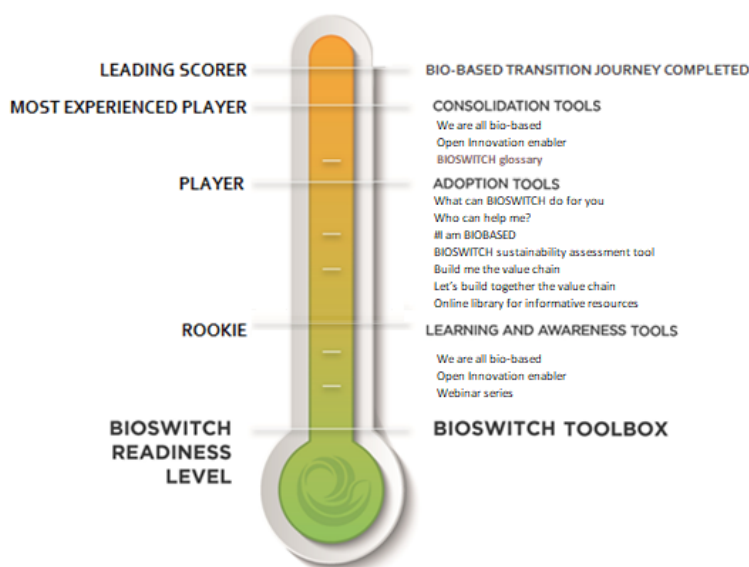 LEADING SCORER
BIO-BASED TRANSITION JOURNEY COMPLETED
MOST EXPERIENCED PLAYER
CONSOLIDATION TOOLS
We are all bio-based
Open Innovation enabler
BIOSWITCH glossary
PLAYER
ADOPTION TOOLS
What can BIOSWITCH do for you
Who can help me?
#I am BIOBASED
BIOSWITCH sustainability assessment tool
Build me the value chain
Let's build together the value chain
Online library for informative resources
ROOKIE
LEARNING AND AWARENESS TOOLS
We are all bio-based
Open Innovation enabler
Webinar series
BIOSWITCH
READINESS
LEVEL
BIOSWITCH TOOLBOX